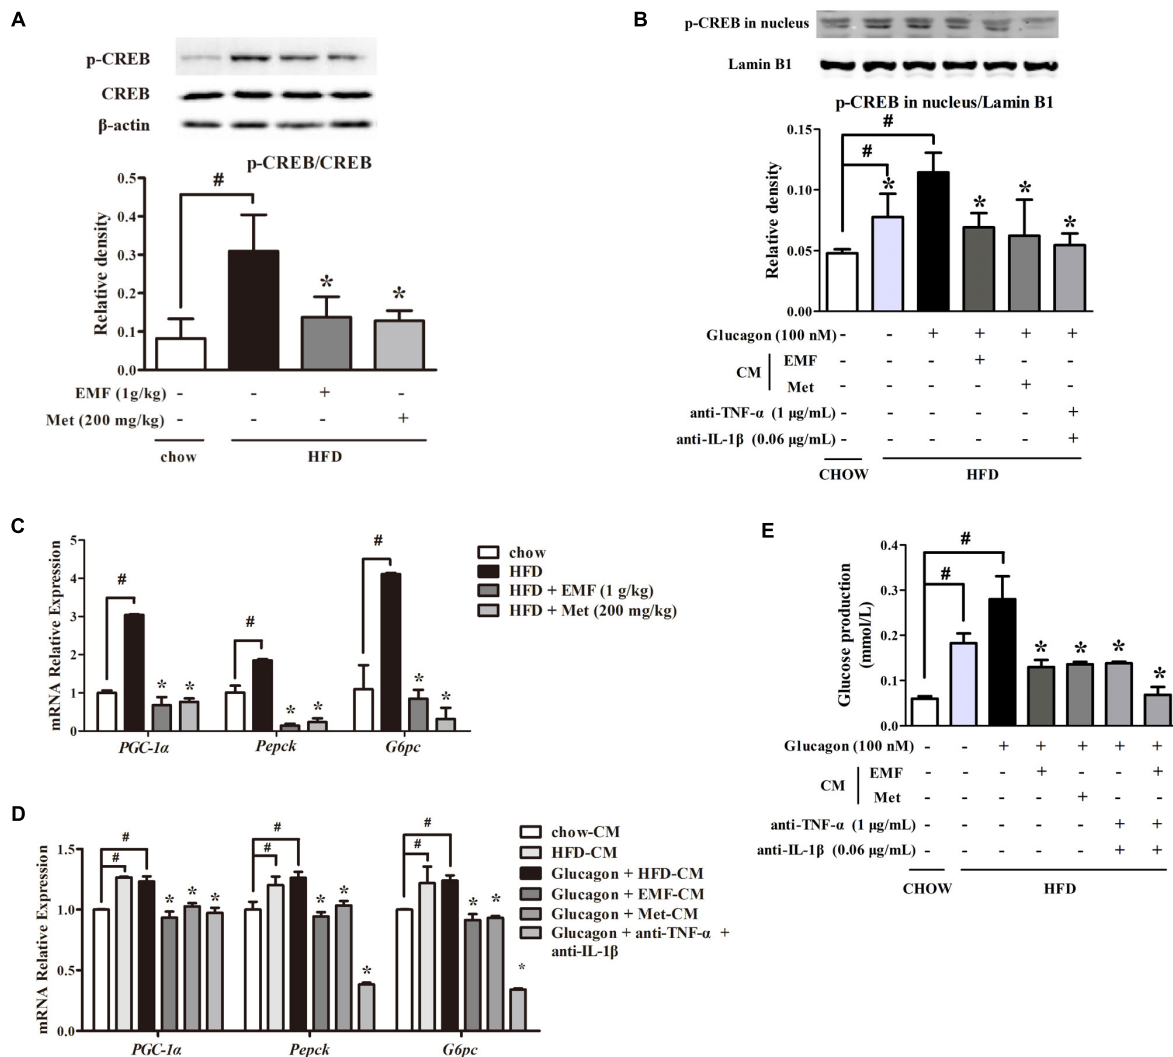 A
p-CREB
CREB
β-actin
p-CREB/CREB
Relative density
0.5
0.4
0.3
0.2
0.1
0.0
#
*
*
EMF (1g/kg) - - + -
Met (200 mg/kg) - - - +
chow HFD
B
p-CREB in nucleus
Lamin B1
p-CREB in nucleus/Lamin B1
Relative density
0.15
0.10
0.05
0.00
#
#
*
*
*
*
Glucagon (100 nM) - - + + + +
CM
EMF - - - + - -
Met - - - - + -
anti-TNF-α (1 μg/mL) - - - - - +
anti-IL-1β (0.06 μg/mL) - - - - - +
CHOW HFD
C
mRNA Relative Expression
5
4
2
1
0
#
#
#
* *
* *
* *
PGC-1α Pepck G6pc
chow
HFD
HFD + EMF (1 g/kg)
HFD + Met (200 mg/kg)
D
mRNA Relative Expression
1.5
1.0
0.5
0.0
# #
# #
# #
* * *
* * *
* * *
PGC-1α Pepck G6pc
chow-CM
HFD-CM
Glucagon + HFD-CM
Glucagon + EMF-CM
Glucagon + Met-CM
Glucagon + anti-TNF-α +
anti-IL-1β
E
Glucose production
(mmol/L)
0.4
0.3
0.2
0.1
0.0
#
#
* * * *
Glucagon (100 nM) - - + + + + +
CM
EMF - - - + - - +
Met - - - - + - -
anti-TNF-α (1 μg/mL) - - - - - + +
anti-IL-1β (0.06 μg/mL) - - - - - + +
CHOW HFD